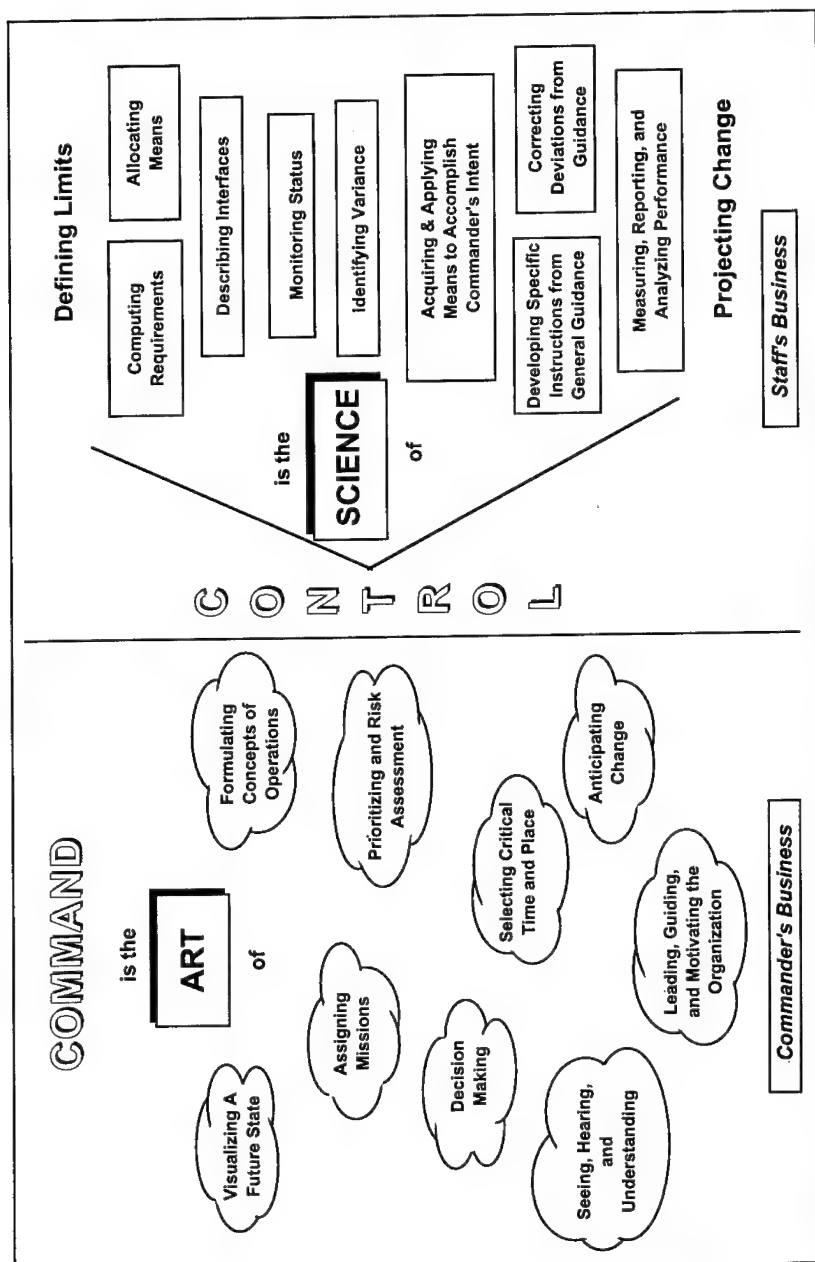 COMMAND
is the
ART
of
Visualizing A
Future State
Formulating
Concepts of
Operations
Assigning
Missions
Prioritizing and Risk
Assessment
Decision
Making
Selecting Critical
Time and Place
Anticipating
Change
Seeing, Hearing,
and
Understanding
Leading, Guiding,
and Motivating the
Organization
Commander's Business
CONTROL
is the
SCIENCE
of
Defining Limits
Computing
Requirements
Allocating
Means
Describing Interfaces
Monitoring Status
Identifying Variance
Acquiring & Applying
Means to Accomplish
Commander's Intent
Developing Specific
Instructions from
General Guidance
Correcting
Deviations from
Guidance
Measuring, Reporting, and
Analyzing Performance
Projecting Change
Staff's Business